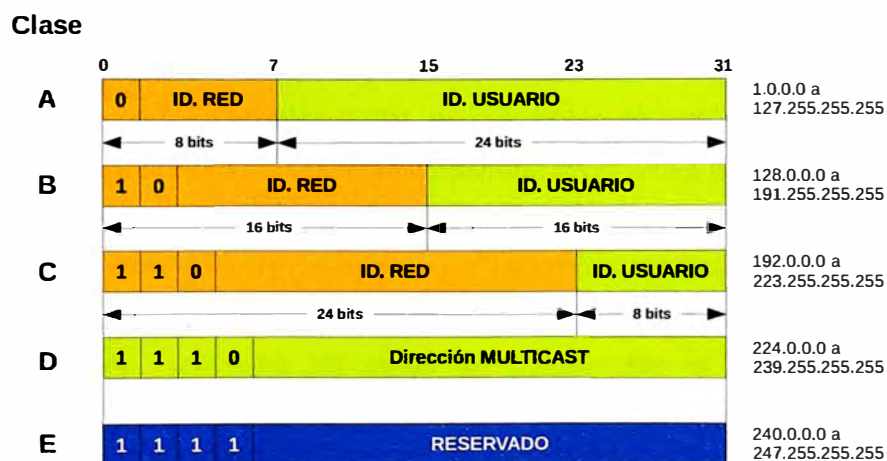 Clase
0 7 15 23 31
A 0 ID. RED ID. USUARIO 1.0.0.0 a
127.255.255.255
8 bits 24 bits
B 1 0 ID. RED ID. USUARIO 128.0.0.0 a
191.255.255.255
16 bits 16 bits
C 1 1 0 ID. RED ID. USUARIO 192.0.0.0 a
223.255.255.255
24 bits 8 bits
D 1 1 1 0 Dirección MULTICAST 224.0.0.0 a
239.255.255.255
E 1 1 1 1 RESERVADO 240.0.0.0 a
247.255.255.255